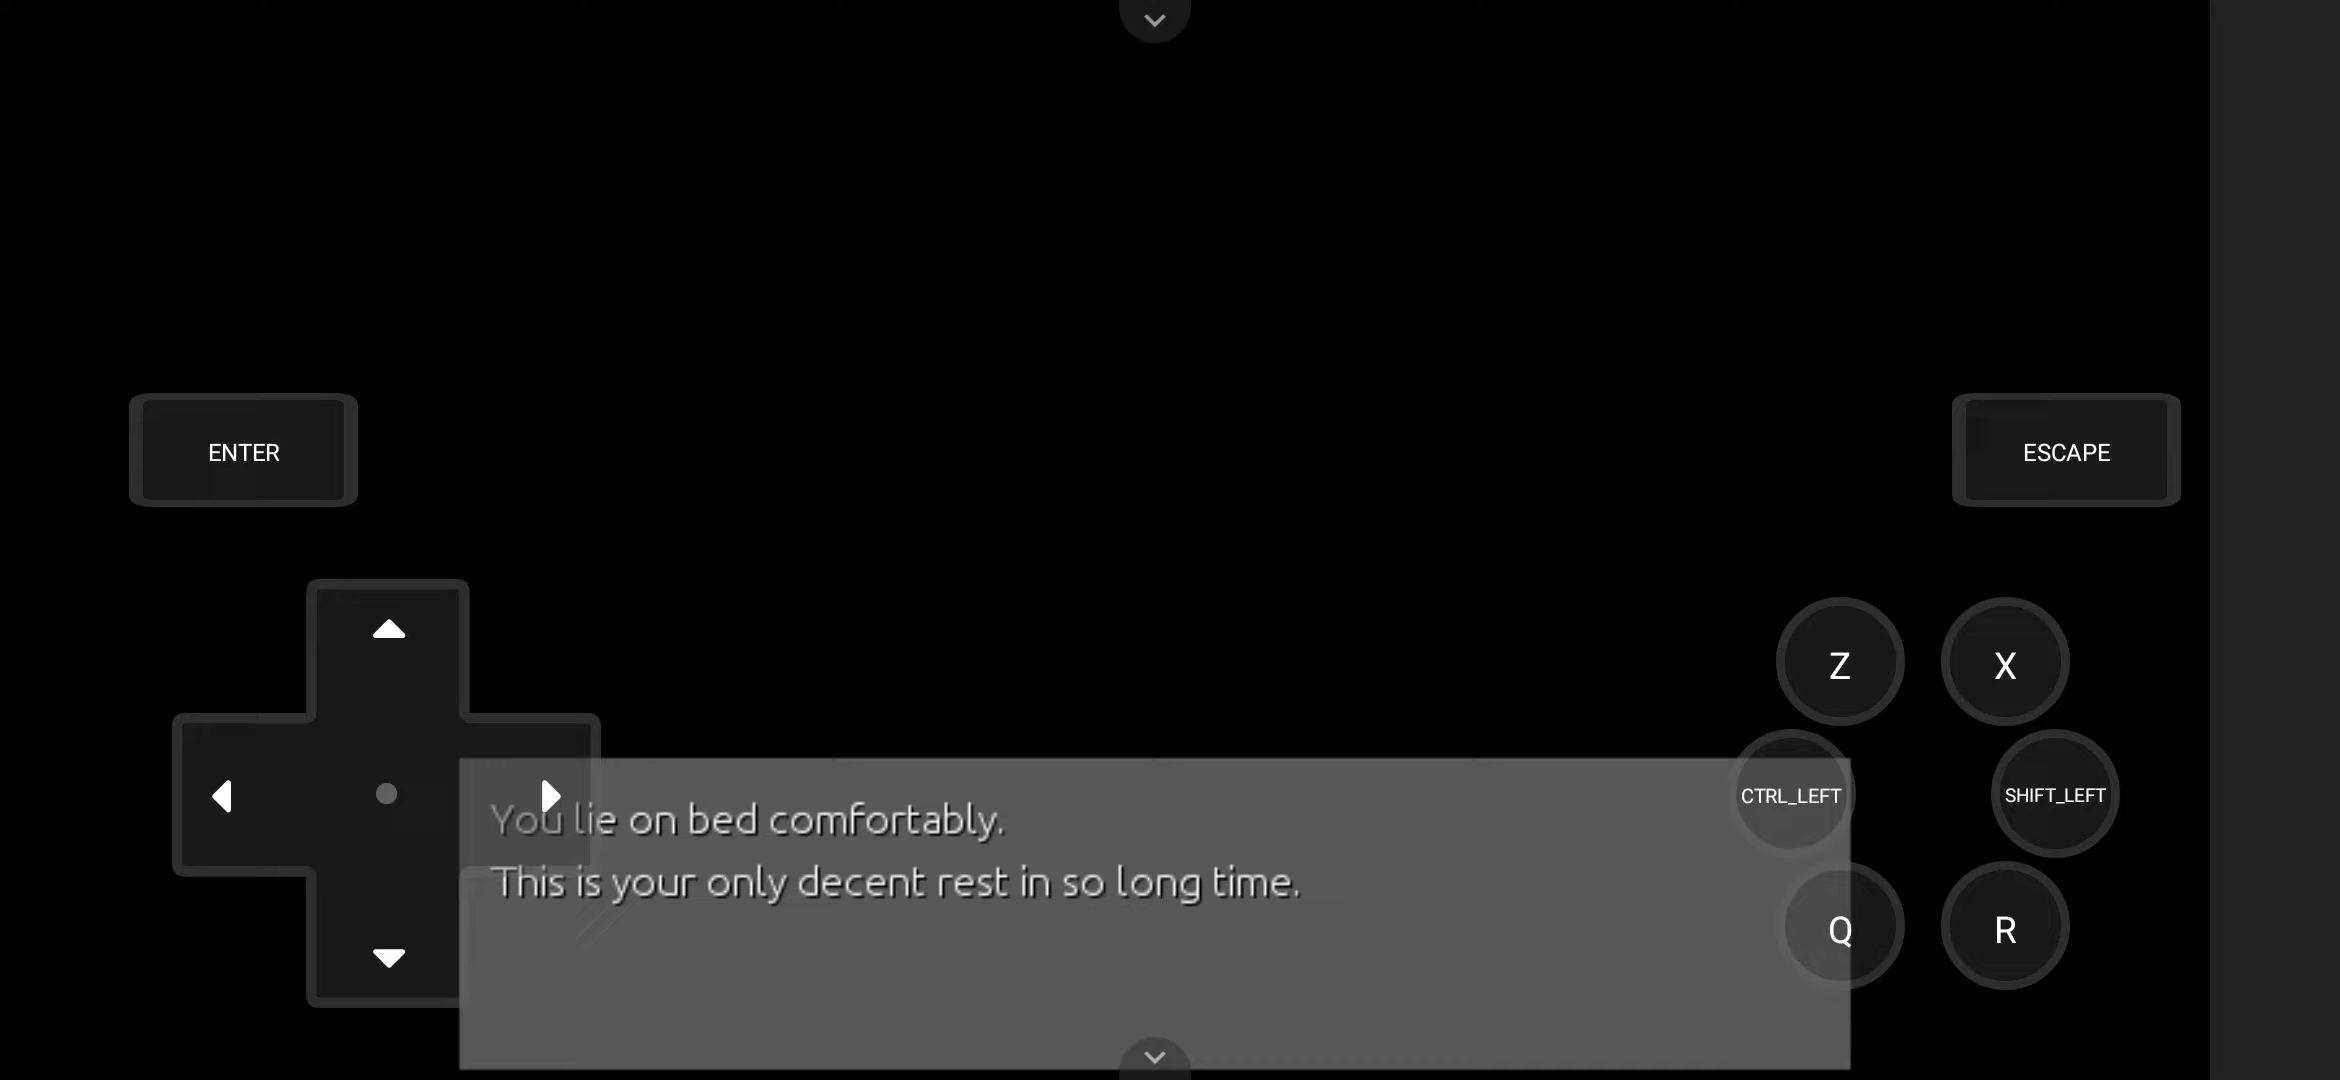 ENTER
ESCAPE
Z
X
You lie on bed comfortably.
CTRL_LEFT
SHIFT_LEFT
This is your only decent rest in so long time.
Q
R